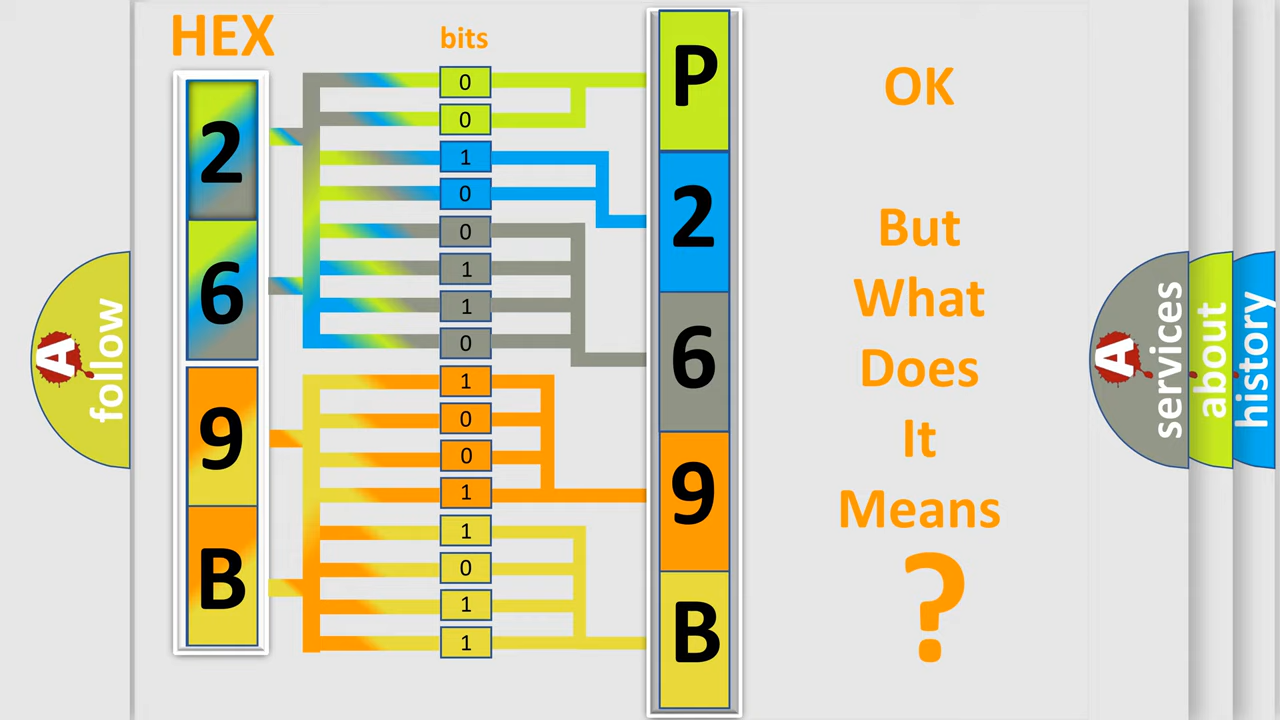 HEX
bits
2
6
9
B
0
0
1
0
0
1
1
0
1
0
0
1
1
0
1
1
P
2
6
9
B
OK
But
What
Does
It
Means
?
A
follow
A
services
about
history